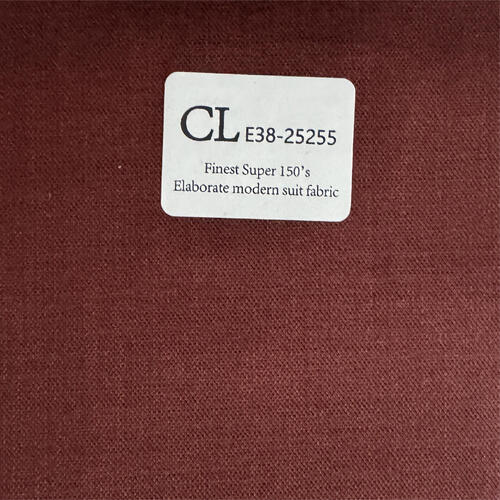 CL E38-25255
Finest Super 150's
Elaborate modern suit fabric